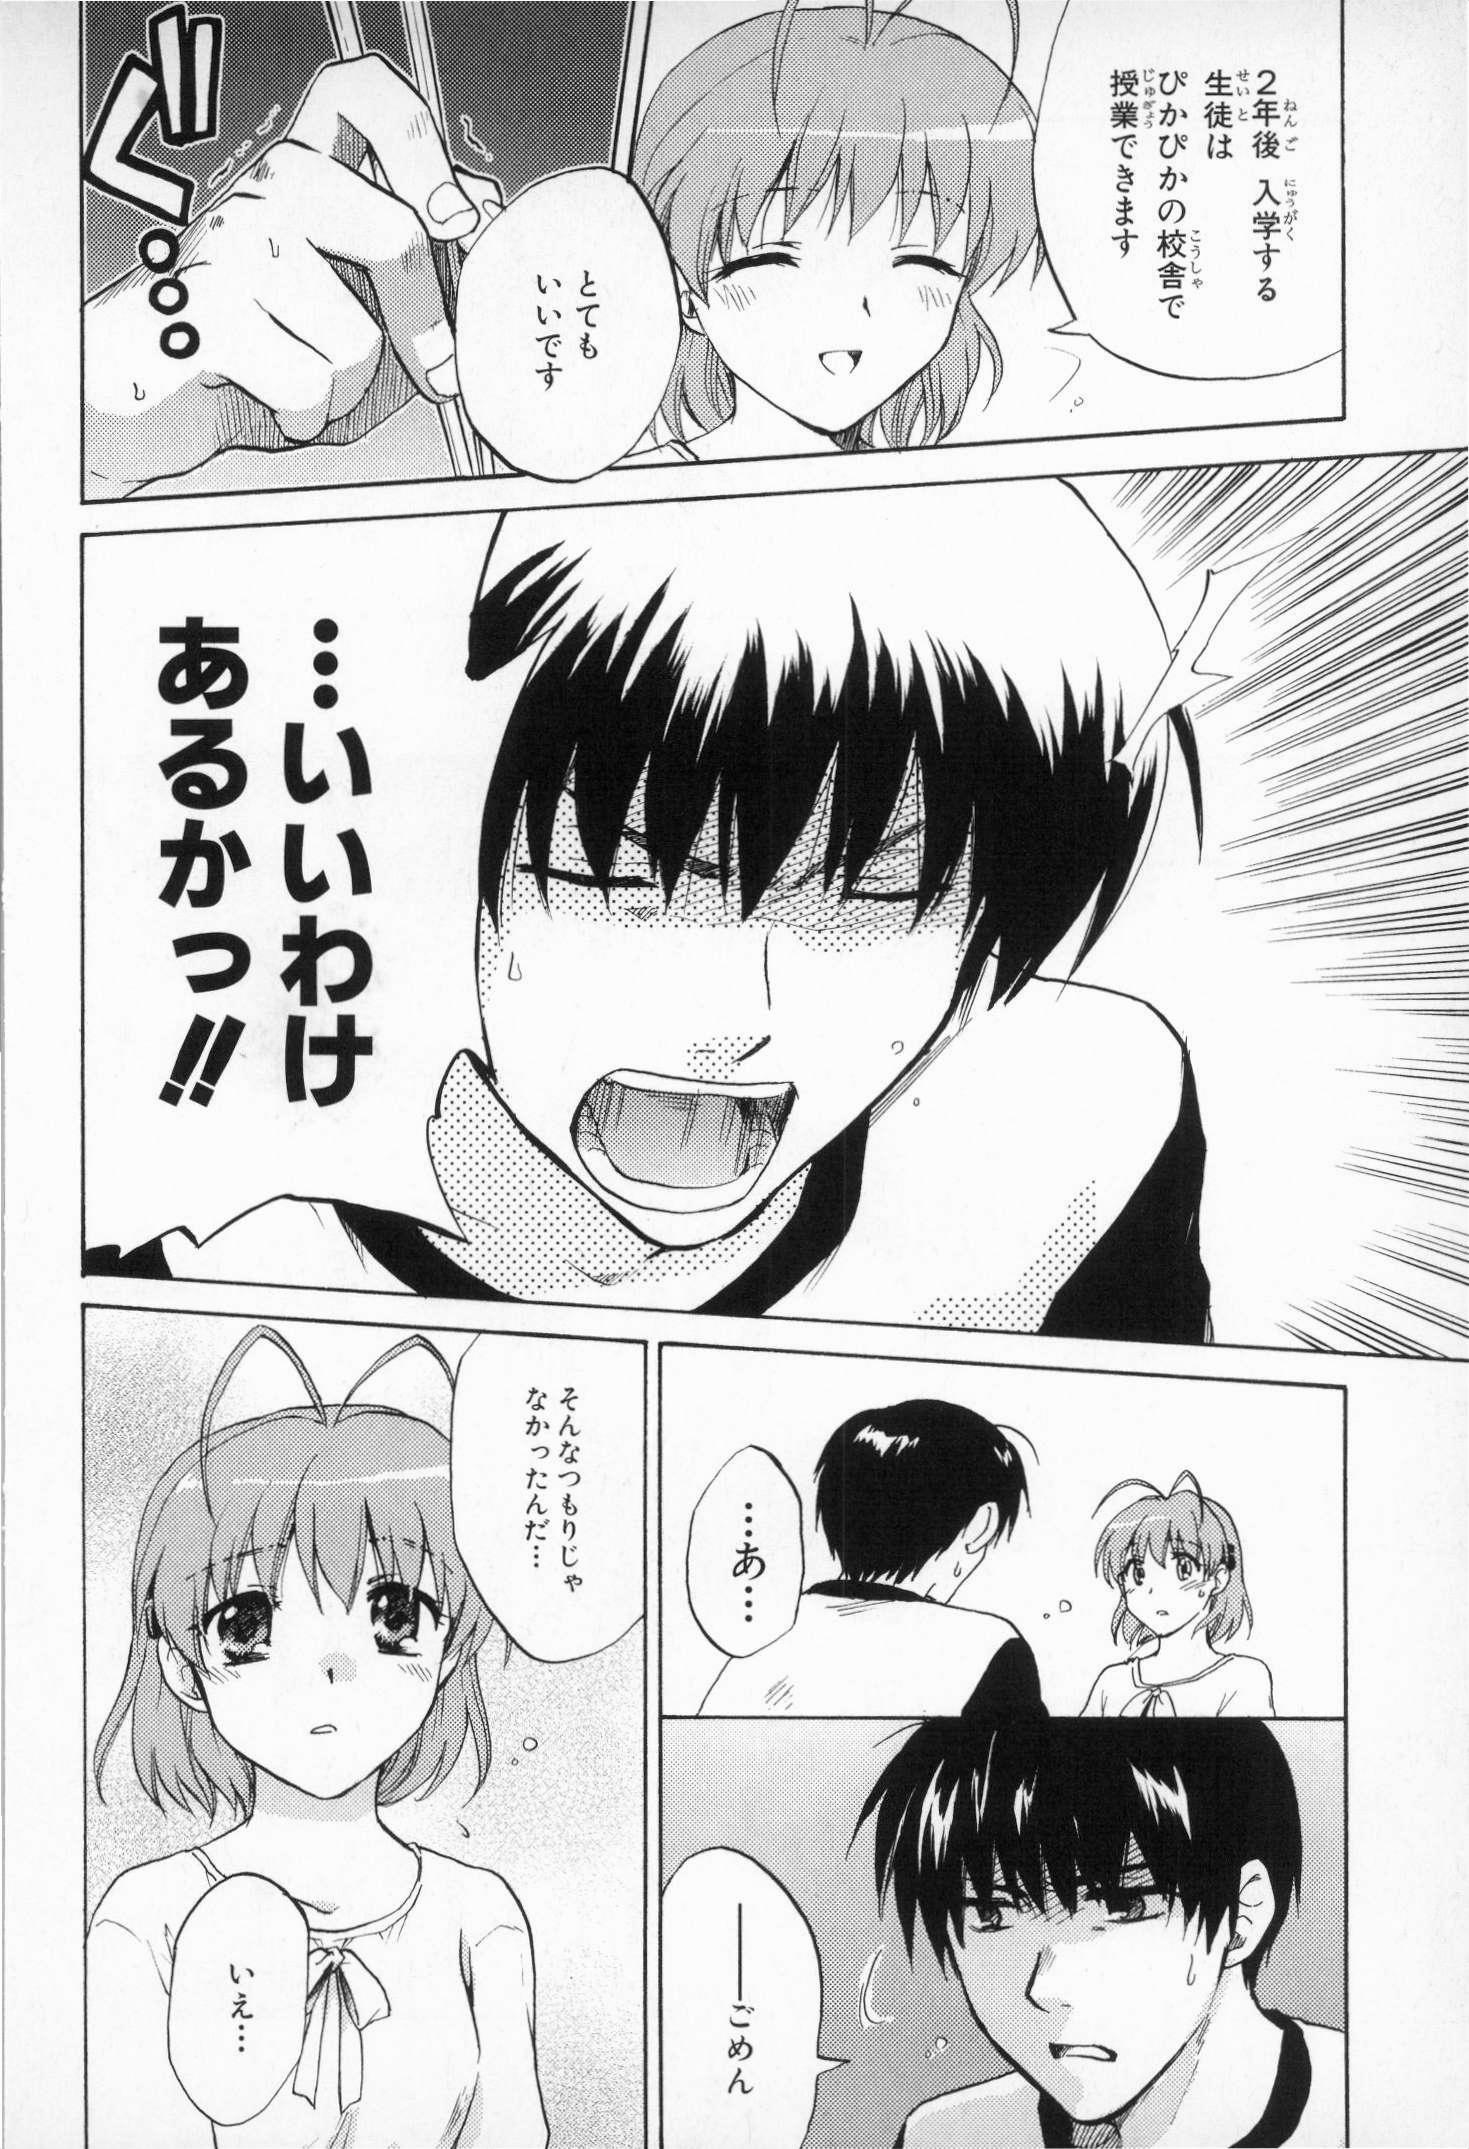 2年後 入学する
生徒は
ぴかぴかの校舎で
授業できます
とても
いいです
ぐ
…いいわけ
あるかっ!!
…あ…
――ごめん
そんなつもりじゃ
なかったんだ…
いえ…